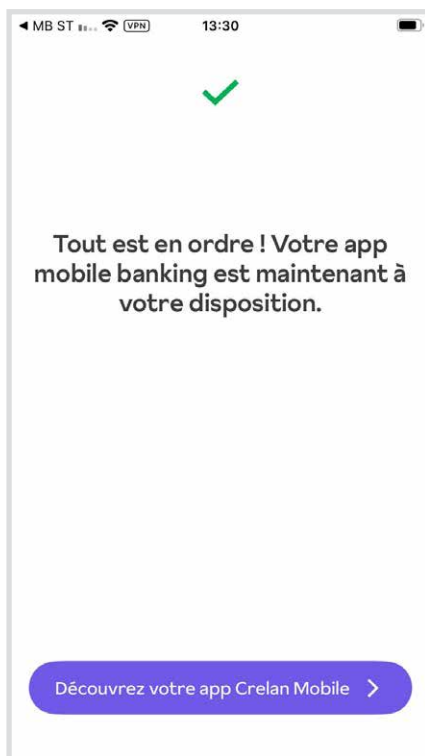 MB ST VPN 13:30
Tout est en ordre ! Votre app
mobile banking est maintenant à
votre disposition.
Découvrez votre app Crelan Mobile